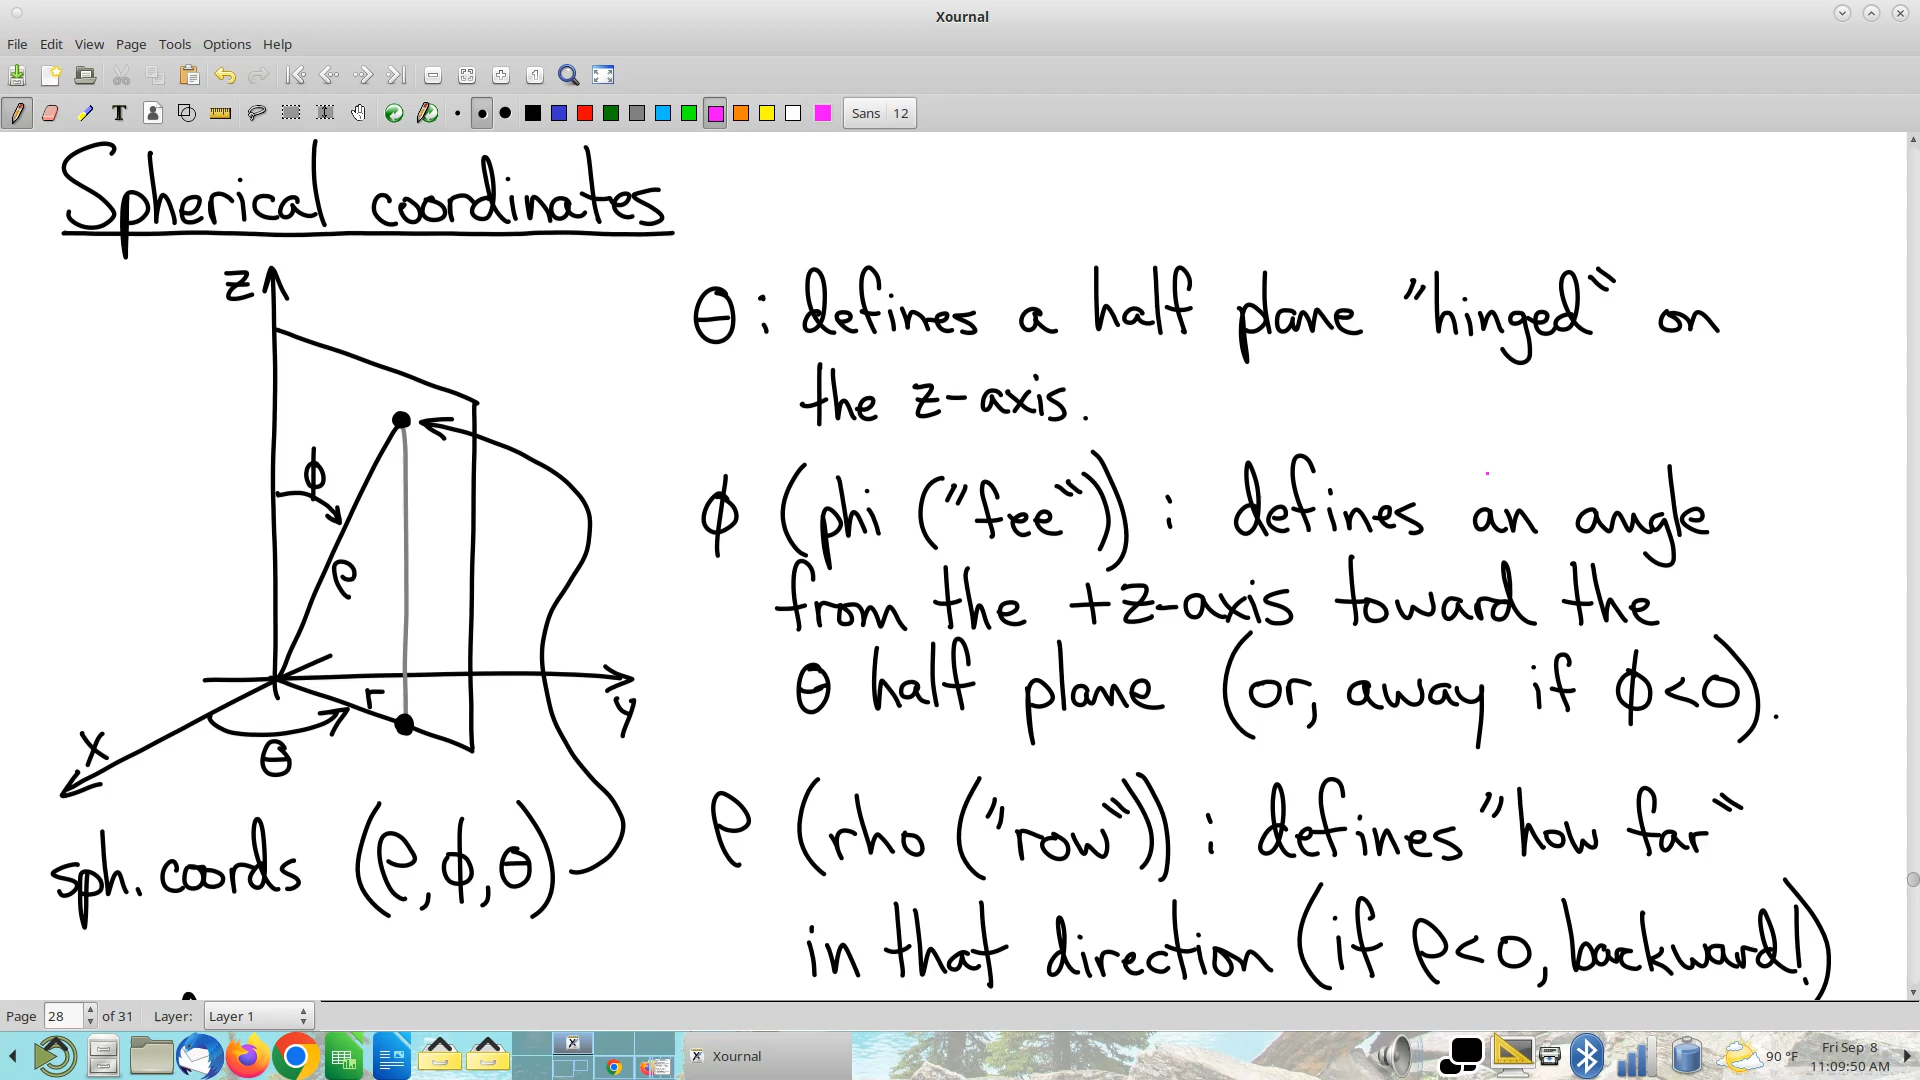 Xournal
File Edit View Page Tools Options Help
Sans 12
Spherical coordinates
z
θ : defines a half plane "hinged" on
the z-axis.
ϕ
ϕ (phi ("fee")) : defines an angle
ρ
from the +z-axis toward the
r
y
θ half plane (or, away if ϕ<0).
x
θ
ρ (rho ("row")) : defines "how far"
sph. coords (ρ, ϕ, θ)
in that direction (if ρ<0, backward!)
Page 28 of 31 Layer: Layer 1
Xournal
90 °F
Fri Sep 8
11:09:50 AM